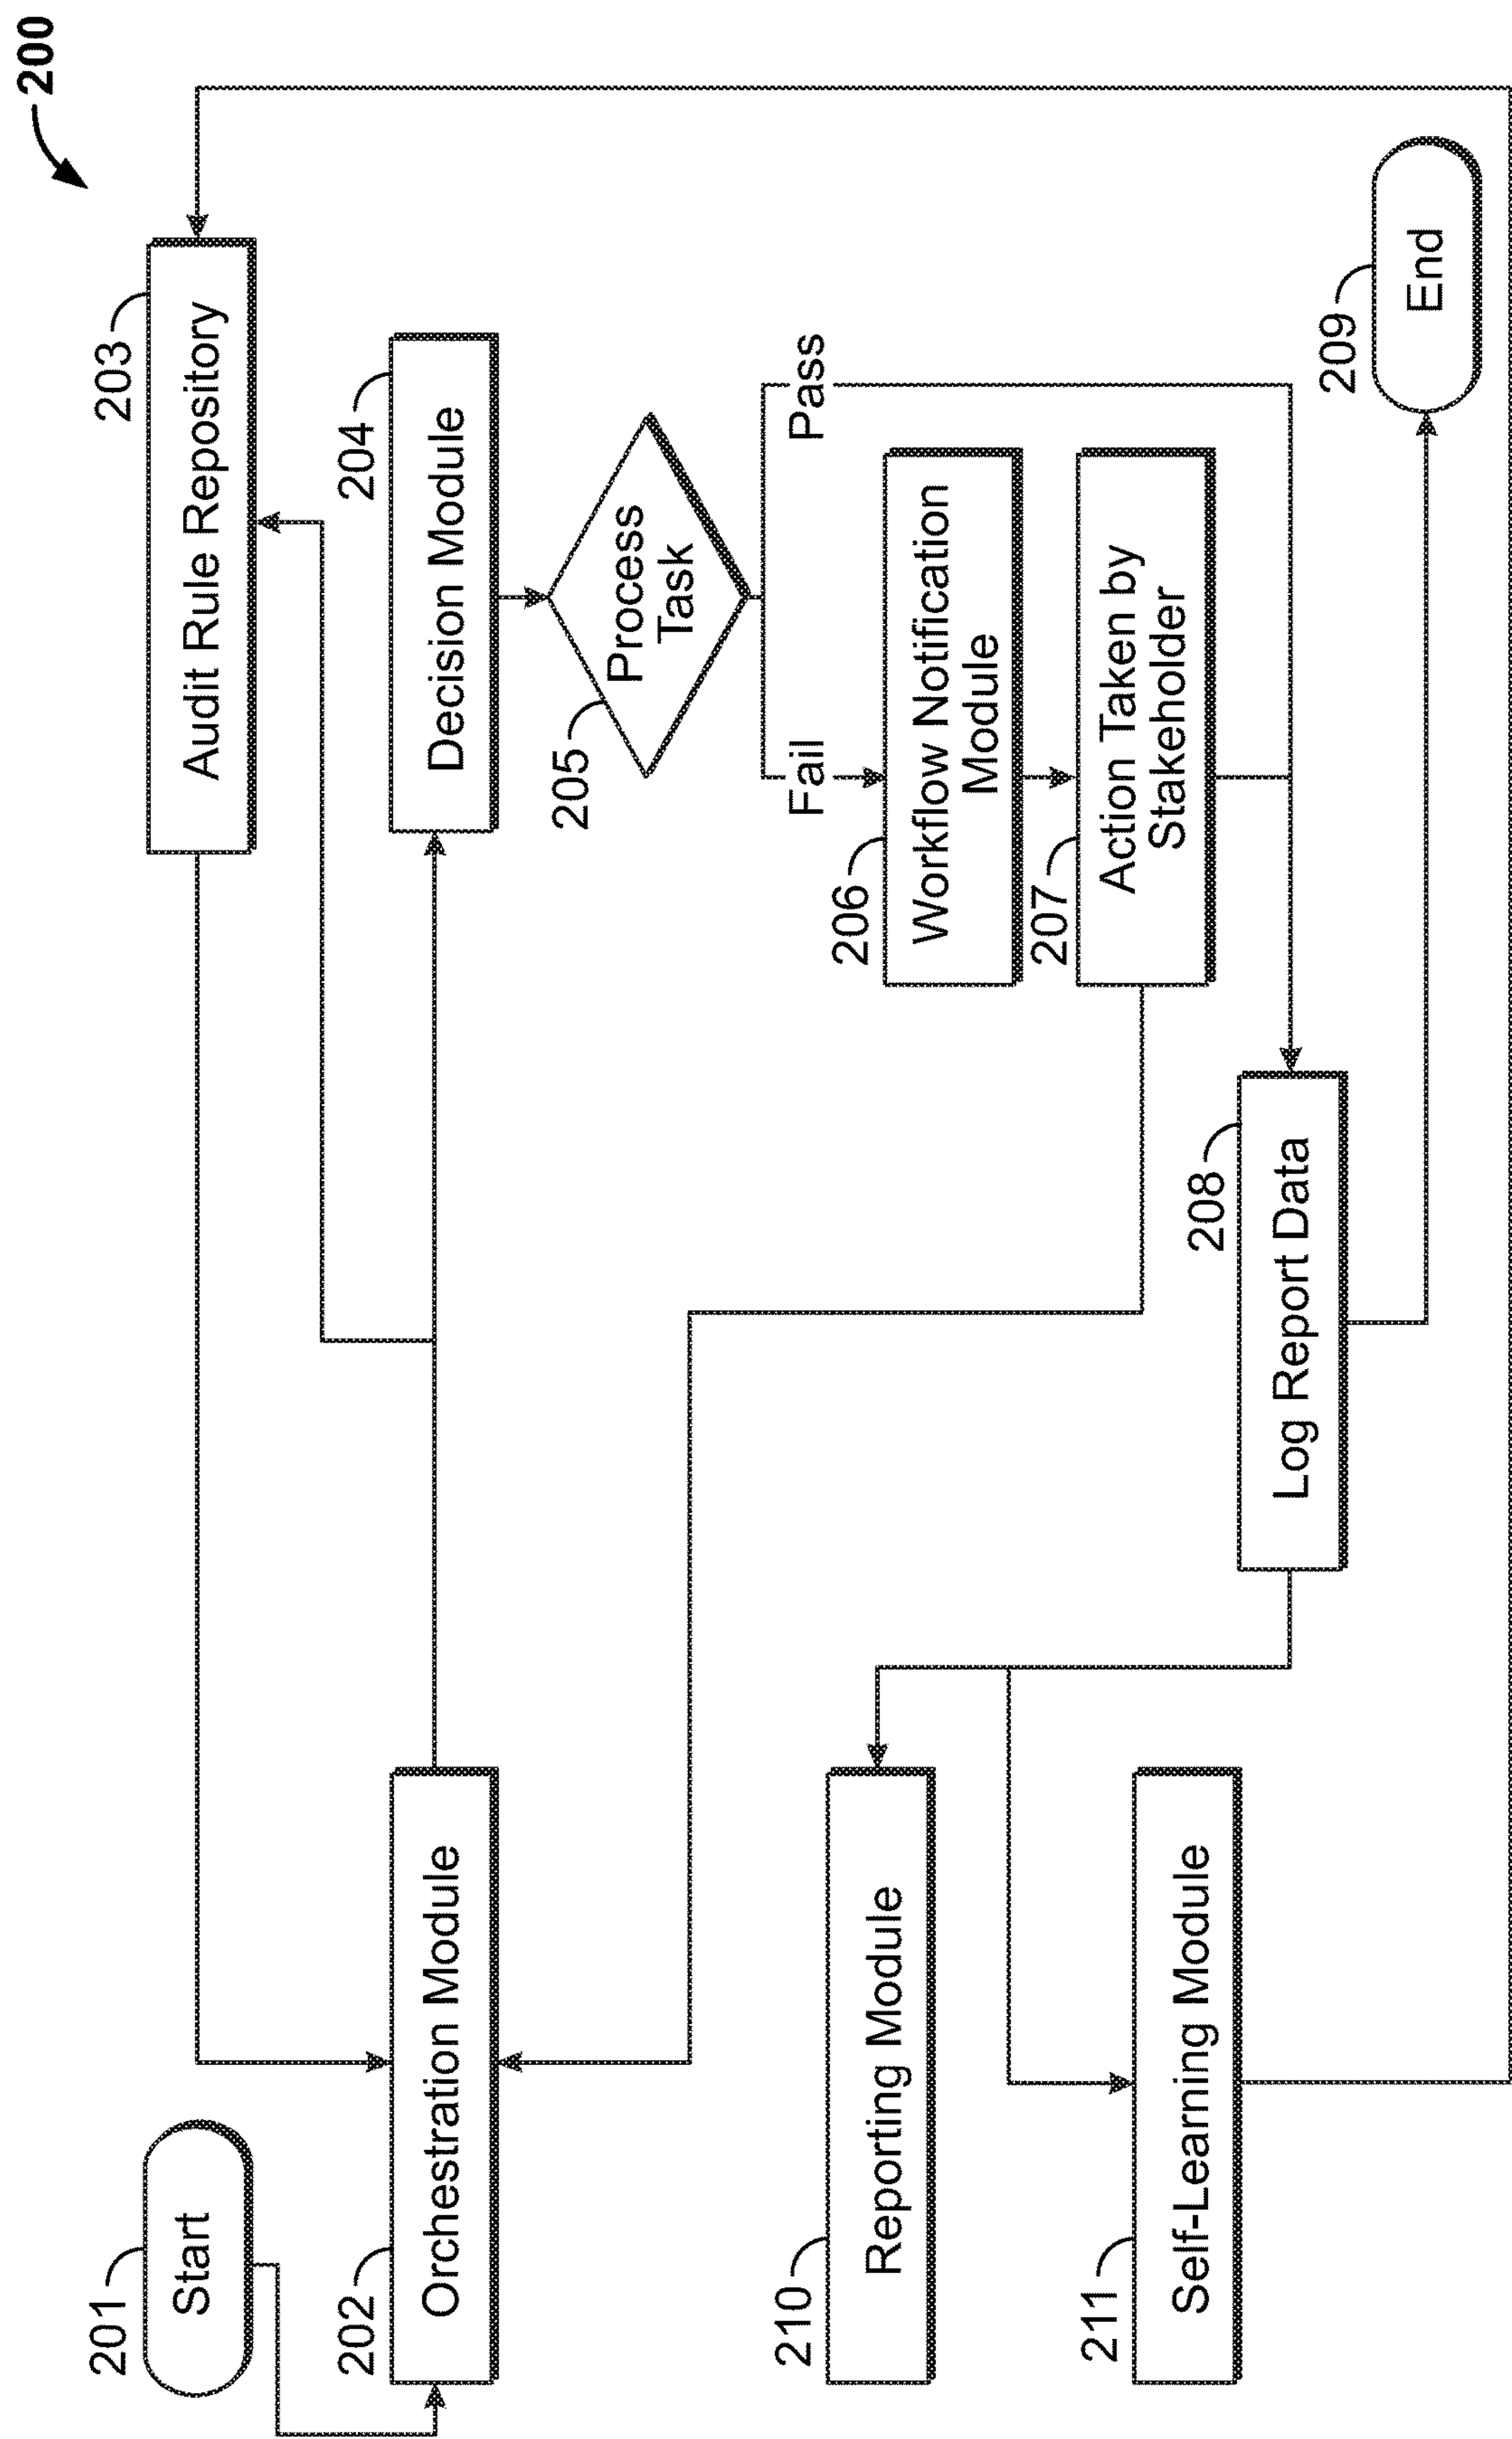 200
201
Start
202
Orchestration Module
203
Audit Rule Repository
204
Decision Module
205
Process
Task
Fail
Pass
206
Workflow Notification
Module
207
Action Taken by
Stakeholder
208
Log Report Data
209
End
210
Reporting Module
211
Self-Learning Module